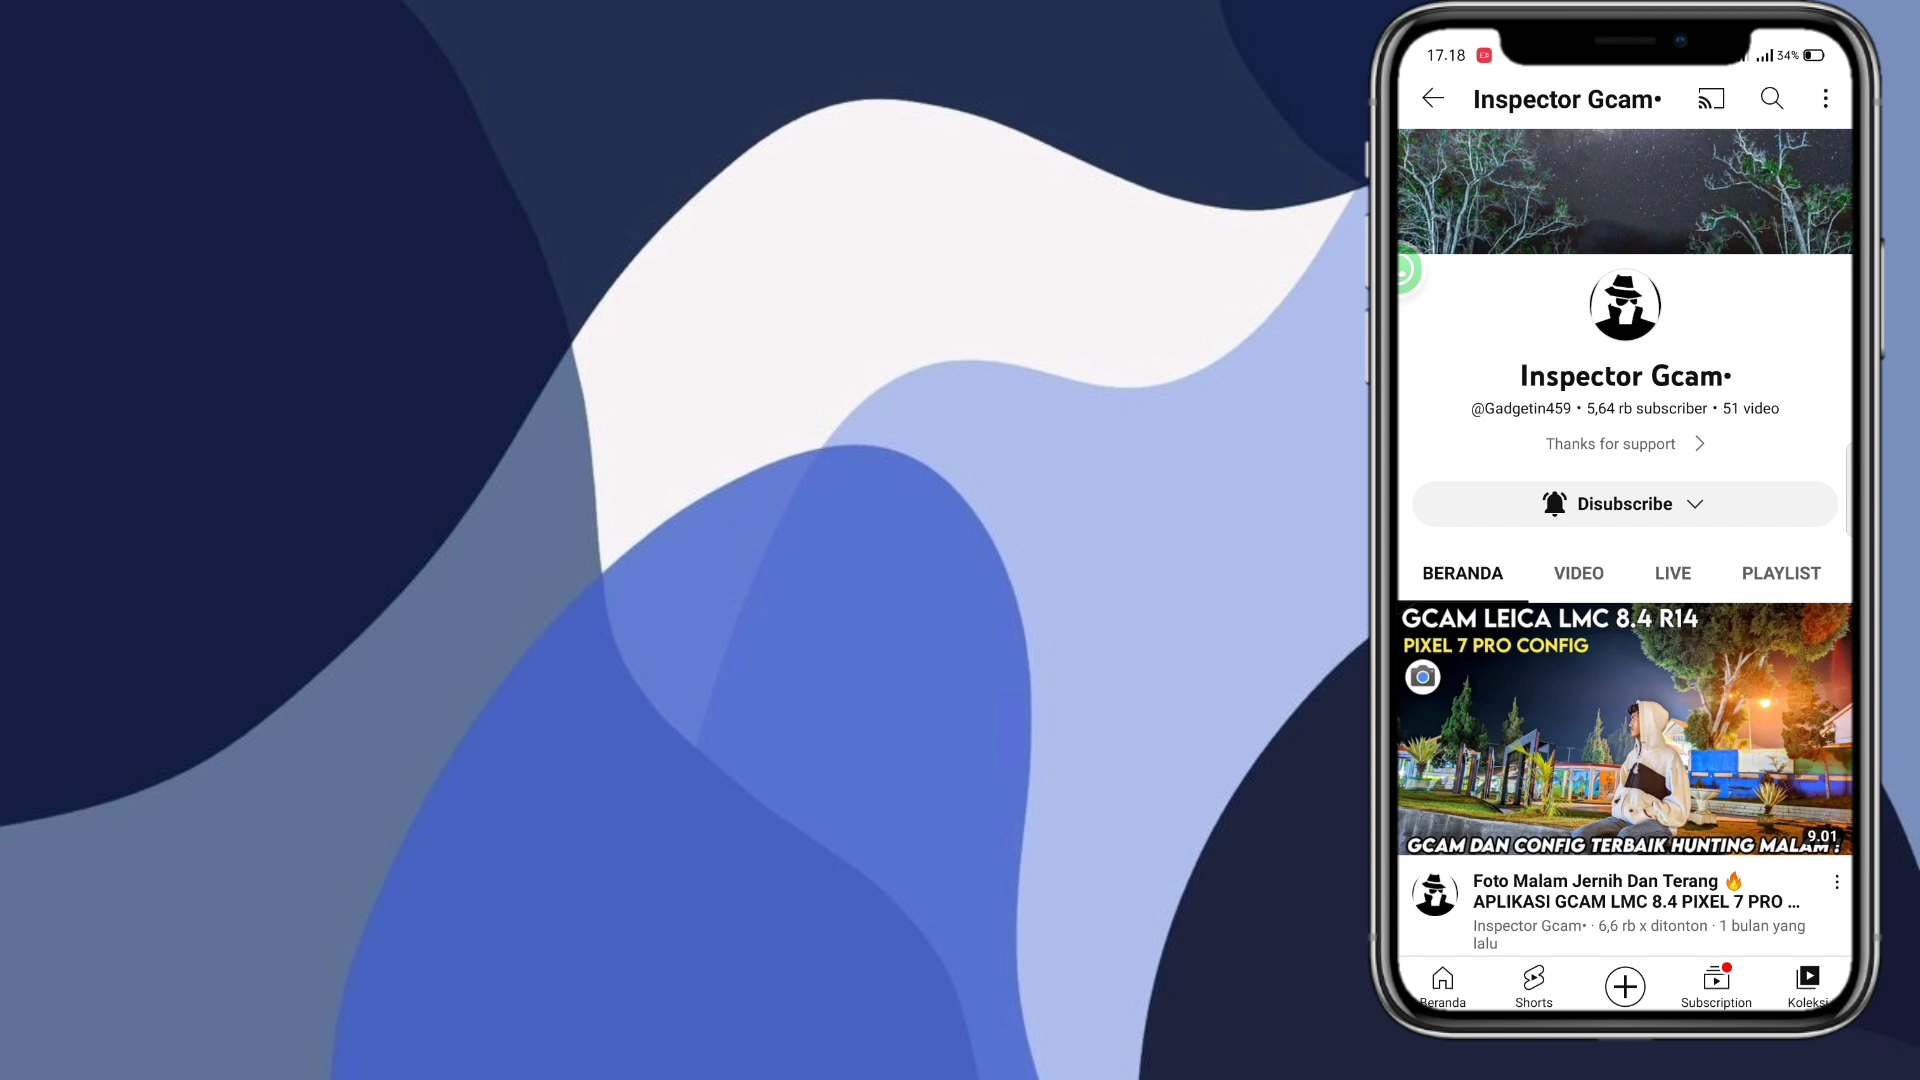 17.18
34%
Inspector Gcam•
Inspector Gcam•
@Gadgetin459 • 5,64 rb subscriber • 51 video
Thanks for support
Disubscribe
BERANDA VIDEO LIVE PLAYLIST
GCAM LEICA LMC 8.4 R14
PIXEL 7 PRO CONFIG
9.01
GCAM DAN CONFIG TERBAIK HUNTING MALAM !
Foto Malam Jernih Dan Terang 🔥
APLIKASI GCAM LMC 8.4 PIXEL 7 PRO ...
Inspector Gcam• · 6,6 rb x ditonton · 1 bulan yang
lalu
Beranda Shorts Subscription Koleksi